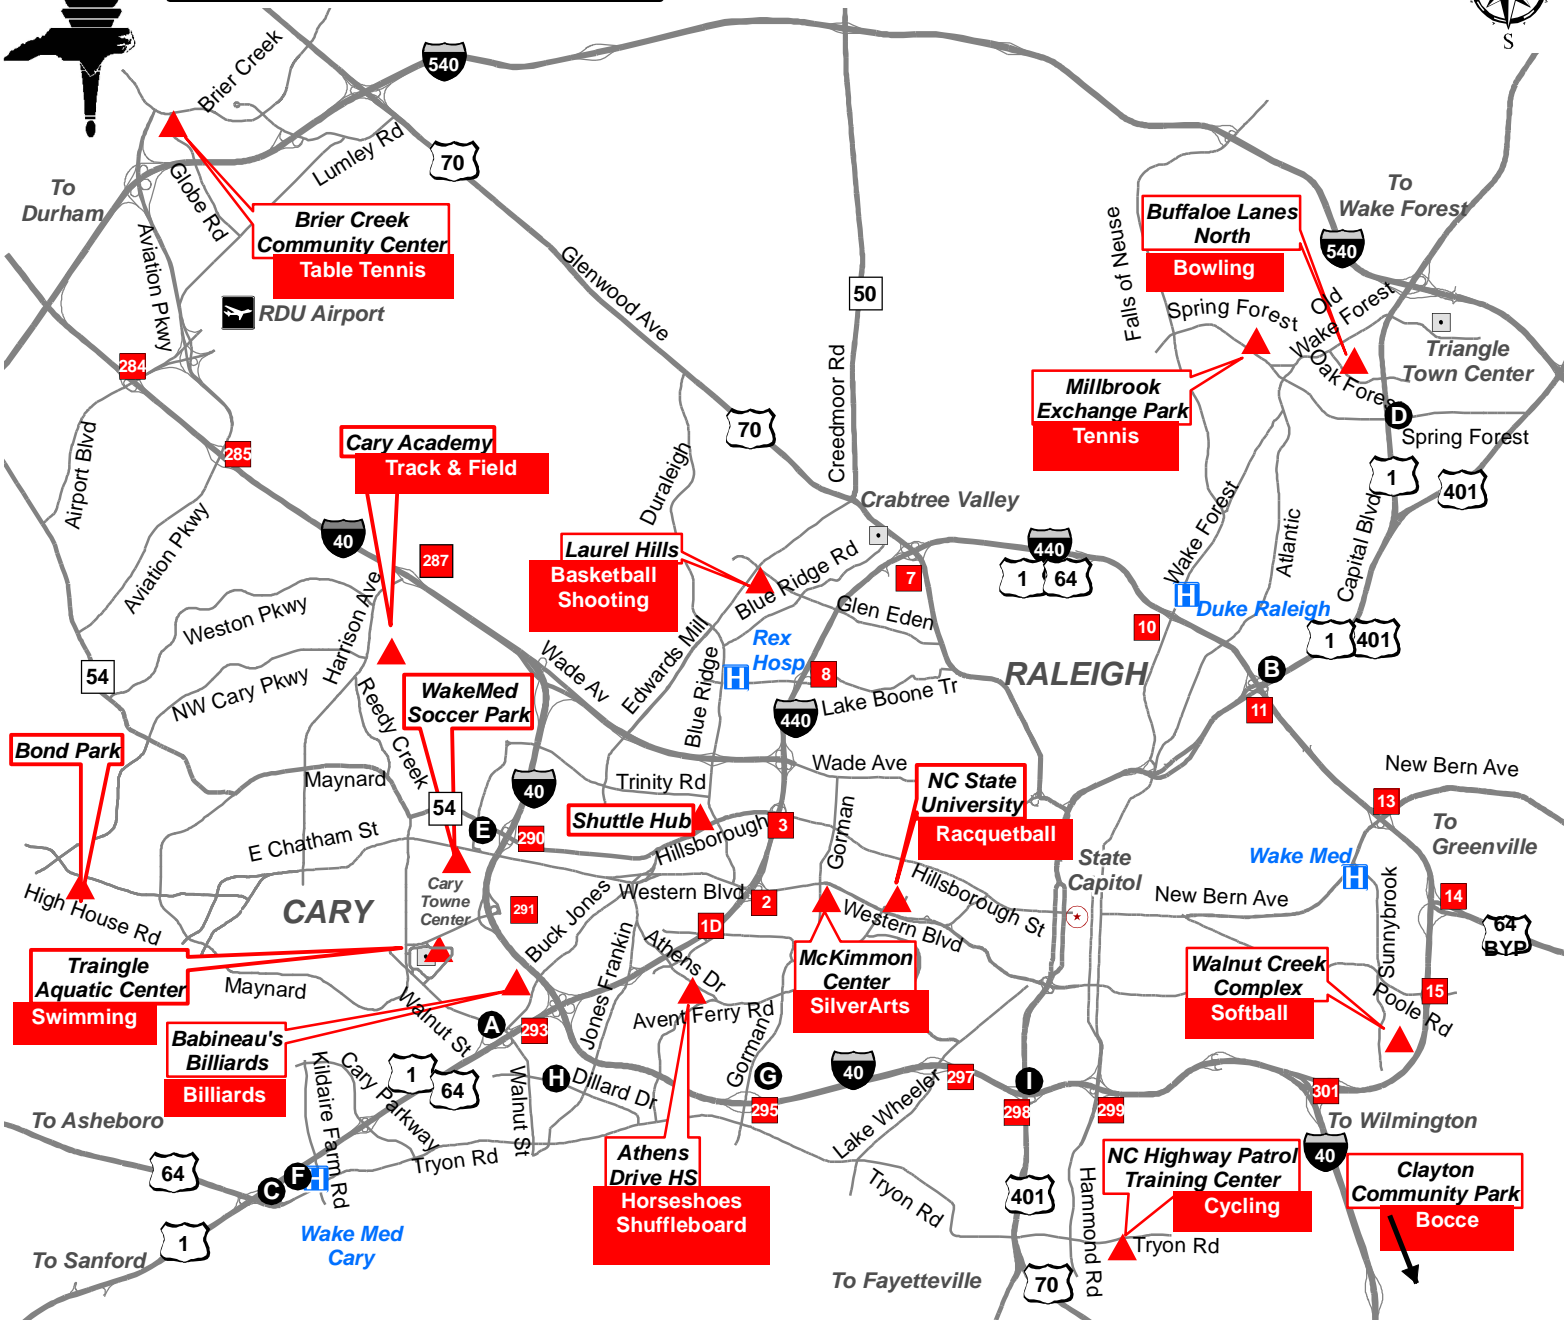 S
540
Brier Creek
Lumley Rd
70
To
Durham
Globe Rd
Aviation Pkwy
Brier Creek
Community Center
Table Tennis
RDU Airport
Glenwood Ave
50
Creedmoor Rd
Falls of Neuse
To
Wake Forest
Buffaloe Lanes
North
Bowling
540
Spring Forest
Old
Wake Forest
Oak Forest
Triangle
Town Center
Millbrook
Exchange Park
Tennis
D
Spring Forest
1
401
284
285
Airport Blvd
Aviation Pkwy
Cary Academy
Track & Field
40
287
70
Duraleigh
Crabtree Valley
Laurel Hills
Basketball
Shooting
Blue Ridge Rd
7
440
1
64
Glen Eden
Wake Forest
Atlantic
Capital Blvd
H
Duke Raleigh
10
1
401
B
11
RALEIGH
Weston Pkwy
Harrison Ave
NW Cary Pkwy
54
Reedy Creek
WakeMed
Soccer Park
Wade Av
Edwards Mill
Blue Ridge
Rex
Hosp
H
8
440
Lake Boone Tr
Bond Park
Maynard
54
40
E
290
Trinity Rd
Wade Ave
Shuttle Hub
Hillsborough
3
Gorman
NC State
University
Racquetball
New Bern Ave
13
To
Greenville
E Chatham St
State
Capitol
Wake Med
H
High House Rd
CARY
Cary
Towne
Center
291
Buck Jones
Western Blvd
2
1D
Hillsborough St
Western Blvd
New Bern Ave
Sunnybrook
14
64
BYP
Traingle
Aquatic Center
Swimming
Maynard
Walnut St
A
293
Jones Franklin
Athens Dr
Avent Ferry Rd
McKimmon
Center
SilverArts
Walnut Creek
Complex
Softball
15
Poole Rd
Babineau's
Billiards
Billiards
Kildaire Farm Rd
Cary Parkway
1
64
Walnut St
H
Dillard Dr
Gorman
G
295
40
Lake Wheeler
297
I
298
299
301
To Wilmington
40
To Asheboro
64
C
F
H
Tryon Rd
Athens
Drive HS
Horseshoes
Shuffleboard
Tryon Rd
401
Hammond Rd
NC Highway Patrol
Training Center
Cycling
Tryon Rd
Clayton
Community Park
Bocce
1
Wake Med
Cary
To Sanford
To Fayetteville
70